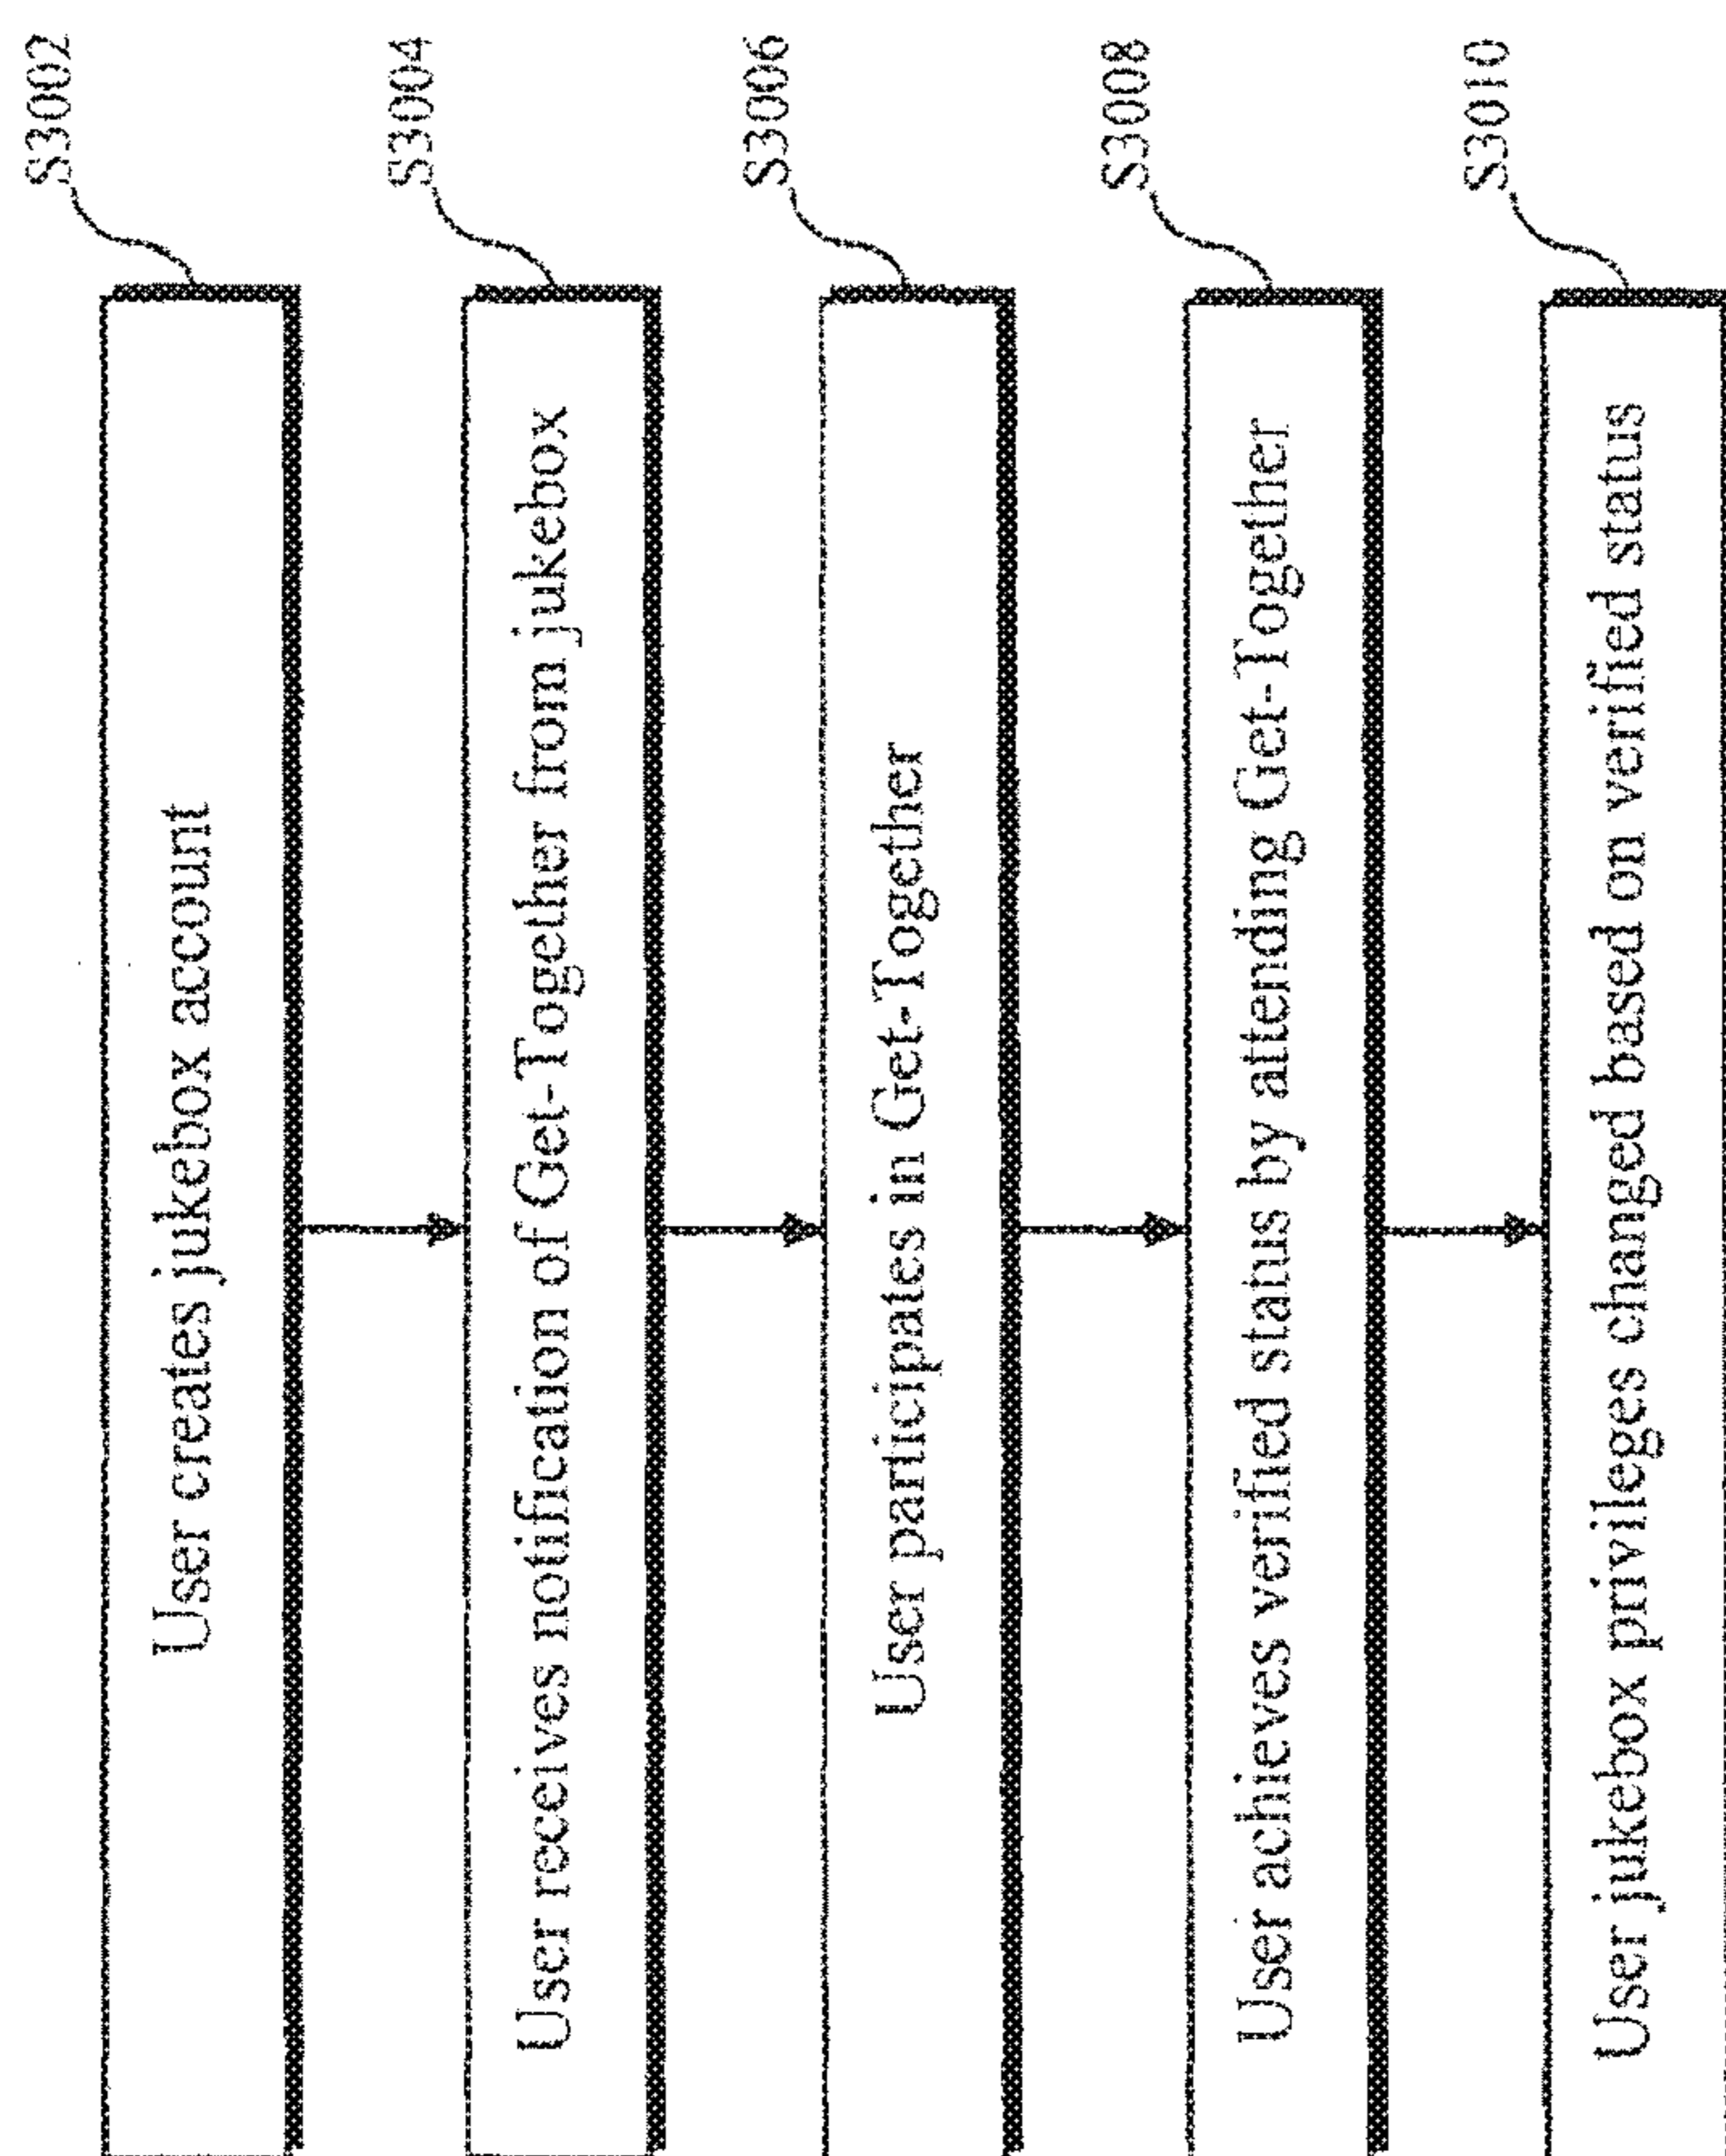 User creates jukebox account
S3002
User receives notification of Get-Together from jukebox
S3004
User participates in Get-Together
S3006
User achieves verified status by attending Get-Together
S3008
User jukebox privileges changed based on verified status
S3010